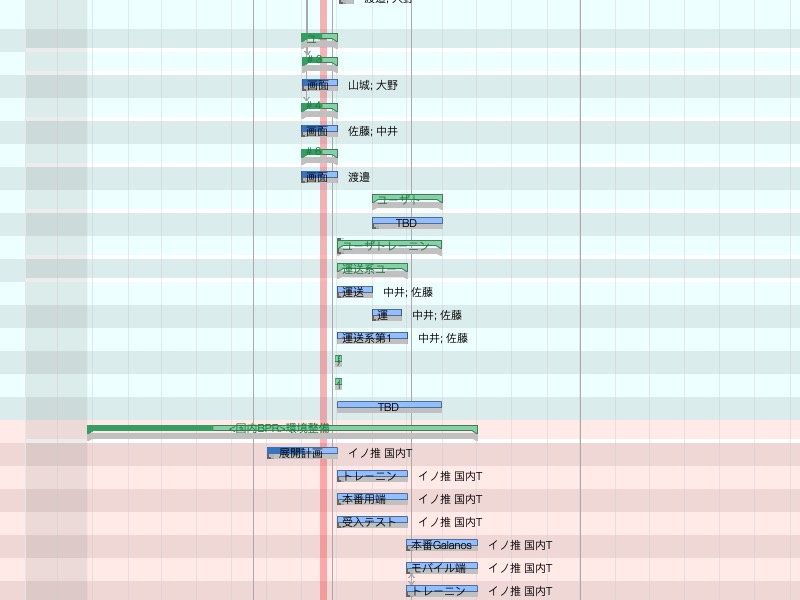 渡邉; 大野
ユー
# 3
画面 山城; 大野
# 4
画面 佐藤; 中井
# 6
画面 渡邉
ユーザト
TBD
ユーザトレーニン
運送系ユー
運送 中井; 佐藤
運 中井; 佐藤
運送系第1 中井; 佐藤
TBD
<国内BPR>環境整備
展開計画 イノ推 国内T
トレーニン イノ推 国内T
本番用端 イノ推 国内T
受入テスト イノ推 国内T
本番Galanos イノ推 国内T
モバイル端 イノ推 国内T
トレーニン イノ推 国内T